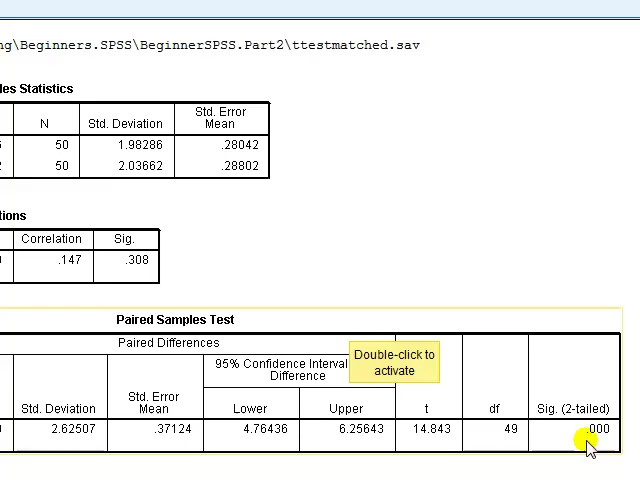 ng\Beginners.SPSS\BeginnerSPSS.Part2\ttestmatched.sav
les Statistics
N Std. Deviation Std. Error Mean
50 1.98286 .28042
50 2.03662 .28802
tions
Correlation Sig.
.147 .308
Paired Samples Test
Paired Differences
95% Confidence Interval
Difference
Double-click to
activate
Std. Deviation Std. Error Mean Lower Upper t df Sig. (2-tailed)
2.62507 .37124 4.76436 6.25643 14.843 49 .000